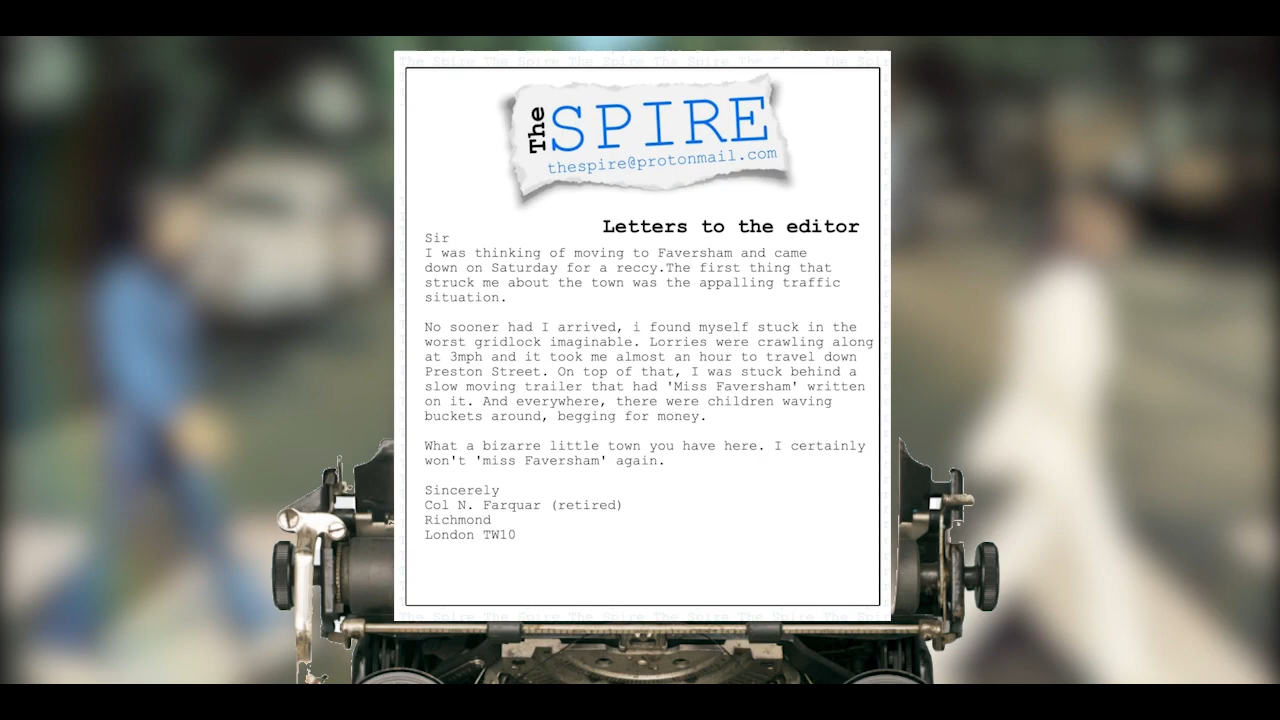 The Spire The Spire The Spire The Spire The S The Spi
The SPIRE
thespire@protonmail.com
Letters to the editor
Sir
I was thinking of moving to Faversham and came
down on Saturday for a reccy.The first thing that
struck me about the town was the appalling traffic
situation.
No sooner had I arrived, i found myself stuck in the
worst gridlock imaginable. Lorries were crawling along
at 3mph and it took me almost an hour to travel down
Preston Street. On top of that, I was stuck behind a
slow moving trailer that had 'Miss Faversham' written
on it. And everywhere, there were children waving
buckets around, begging for money.
What a bizarre little town you have here. I certainly
won't 'miss Faversham' again.
Sincerely
Col N. Farquar (retired)
Richmond
London TW10
The Spire The Spire The Spire The Spire The Spire The Spi